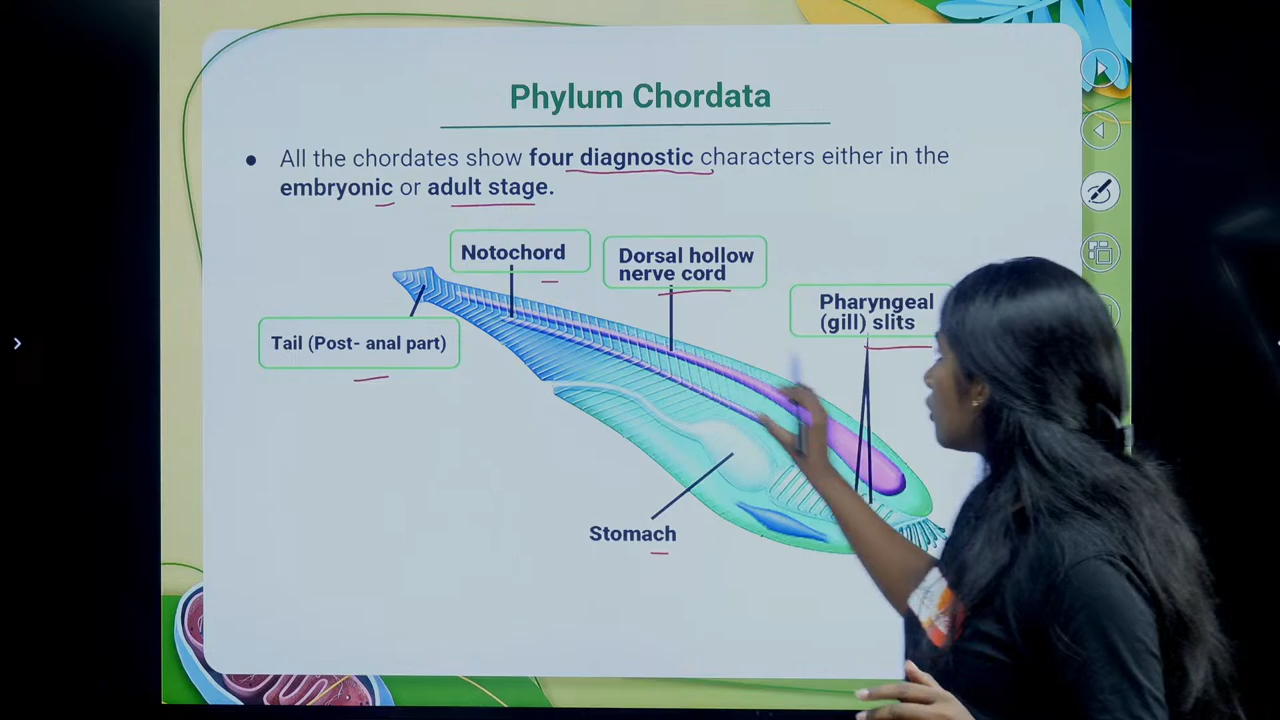 Phylum Chordata
● All the chordates show four diagnostic characters either in the
embryonic or adult stage.
Notochord
Dorsal hollow
nerve cord
Pharyngeal
(gill) slits
Tail (Post- anal part)
Stomach